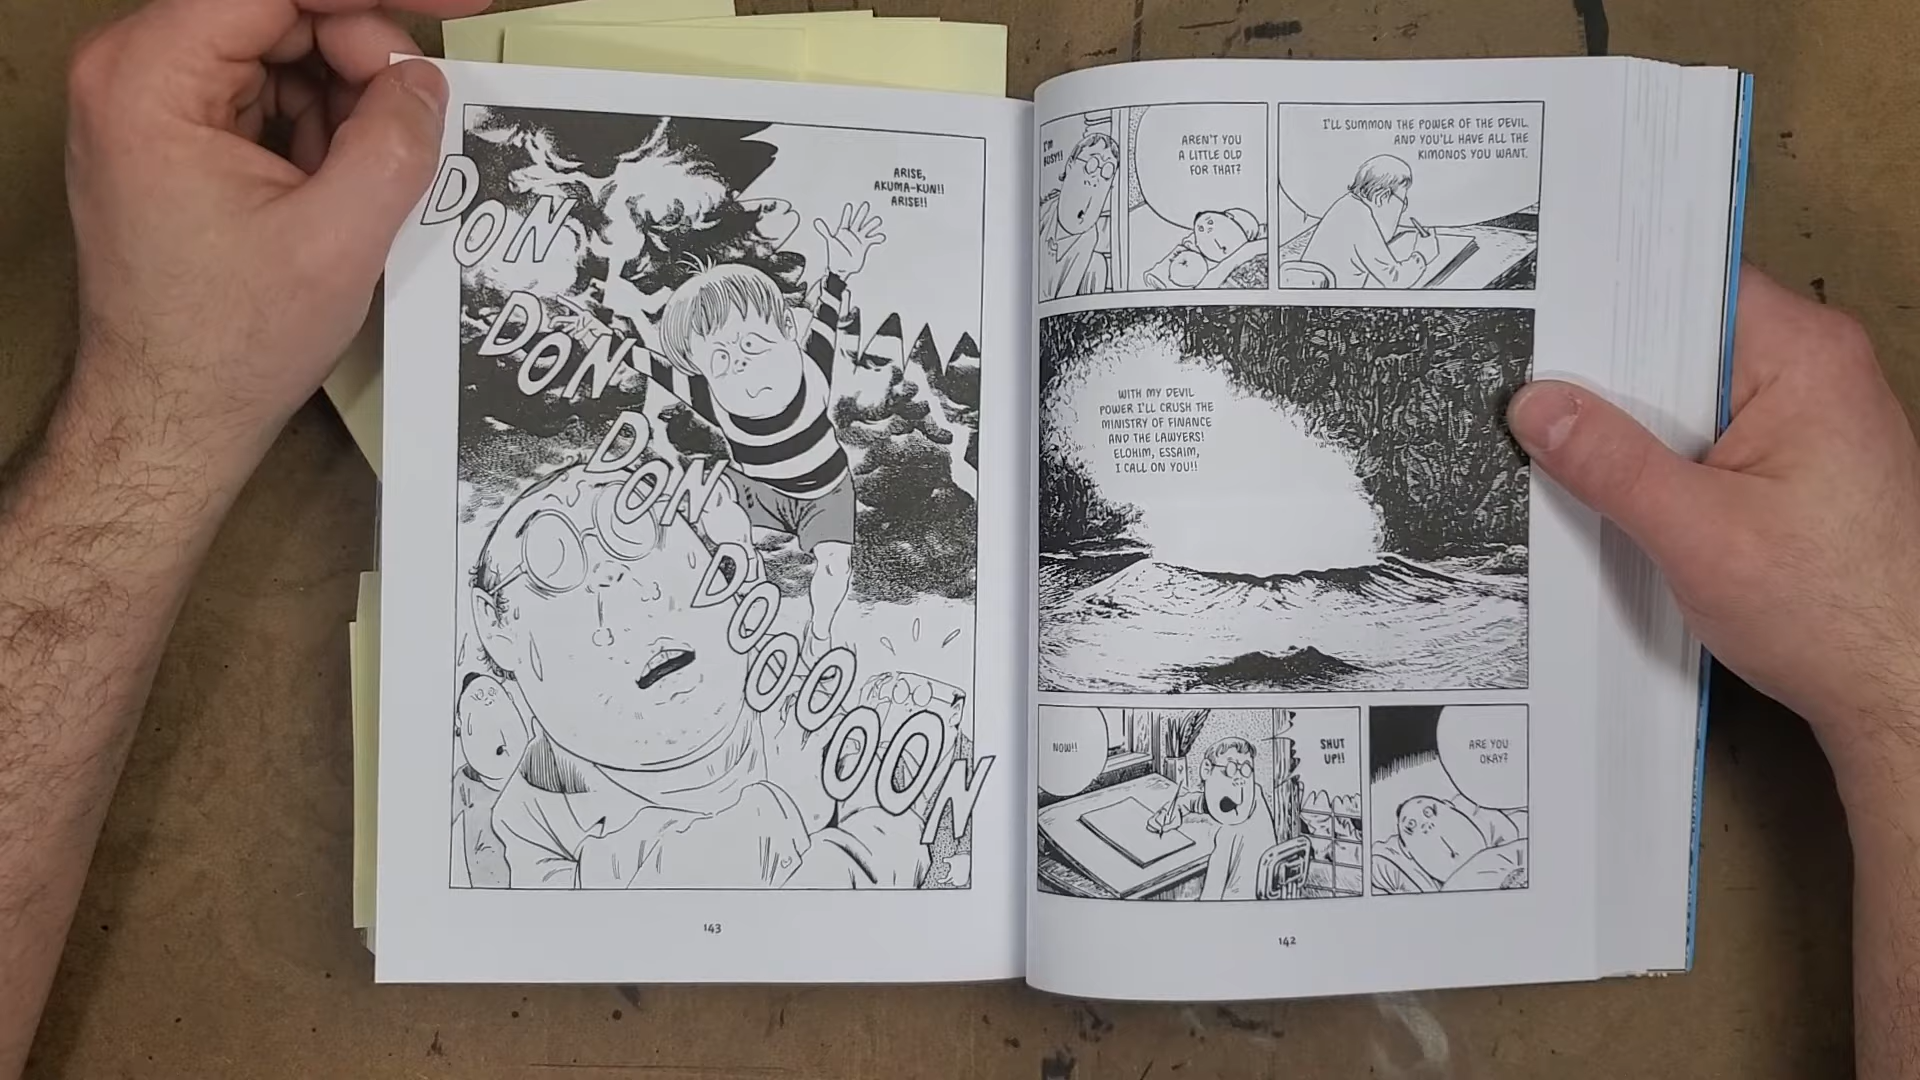 I'LL SUMMON THE POWER OF THE DEVIL.
AND YOU'LL HAVE ALL THE
KIMONOS YOU WANT.
AREN'T YOU
A LITTLE OLD
FOR THAT?
I'M
BUSY!!
WITH MY DEVIL
POWER I'LL CRUSH THE
MINISTRY OF FINANCE
AND THE LAWYERS!
ELOHIM, ESSAIM,
I CALL ON YOU!!
ARE YOU
OKAY?
SHUT
UP!!
NOW!!
142
ARISE,
AKUMA-KUN!!
ARISE!!
DON
DON
DON
DOOOOOON
143